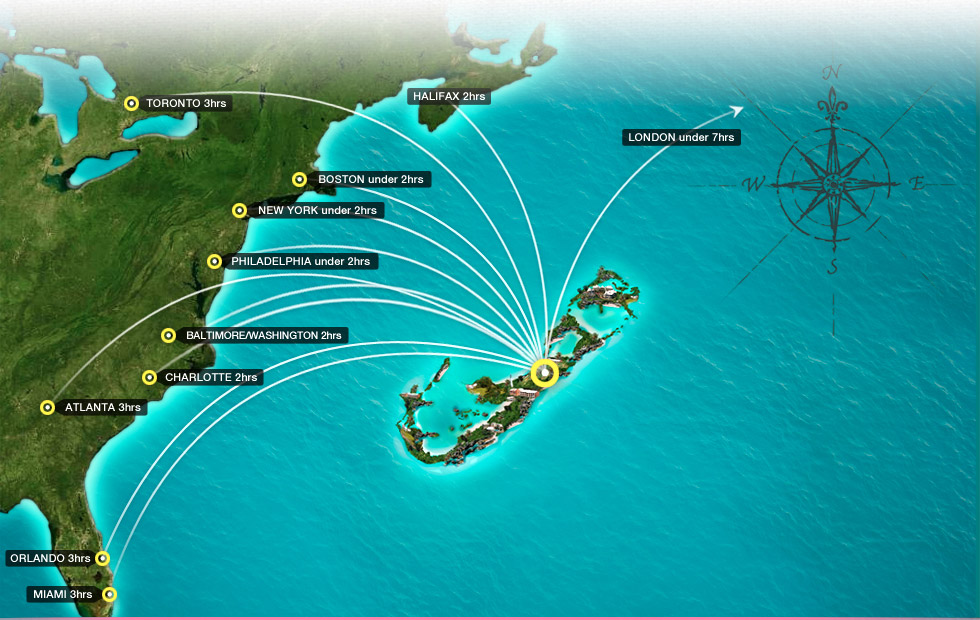 N
HALIFAX 2hrs
TORONTO 3hrs
LONDON under 7hrs
BOSTON under 2hrs
W
E
NEW YORK under 2hrs
PHILADELPHIA under 2hrs
S
BALTIMORE/WASHINGTON 2hrs
CHARLOTTE 2hrs
ATLANTA 3hrs
ORLANDO 3hrs
MIAMI 3hrs